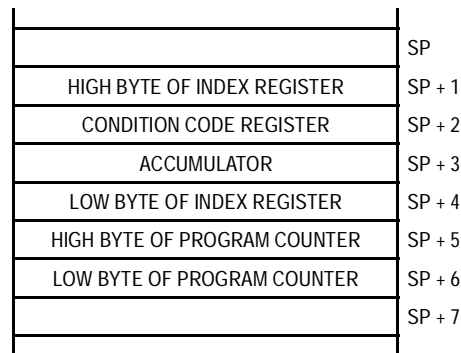 SP
HIGH BYTE OF INDEX REGISTER SP + 1
CONDITION CODE REGISTER SP + 2
ACCUMULATOR SP + 3
LOW BYTE OF INDEX REGISTER SP + 4
HIGH BYTE OF PROGRAM COUNTER SP + 5
LOW BYTE OF PROGRAM COUNTER SP + 6
SP + 7